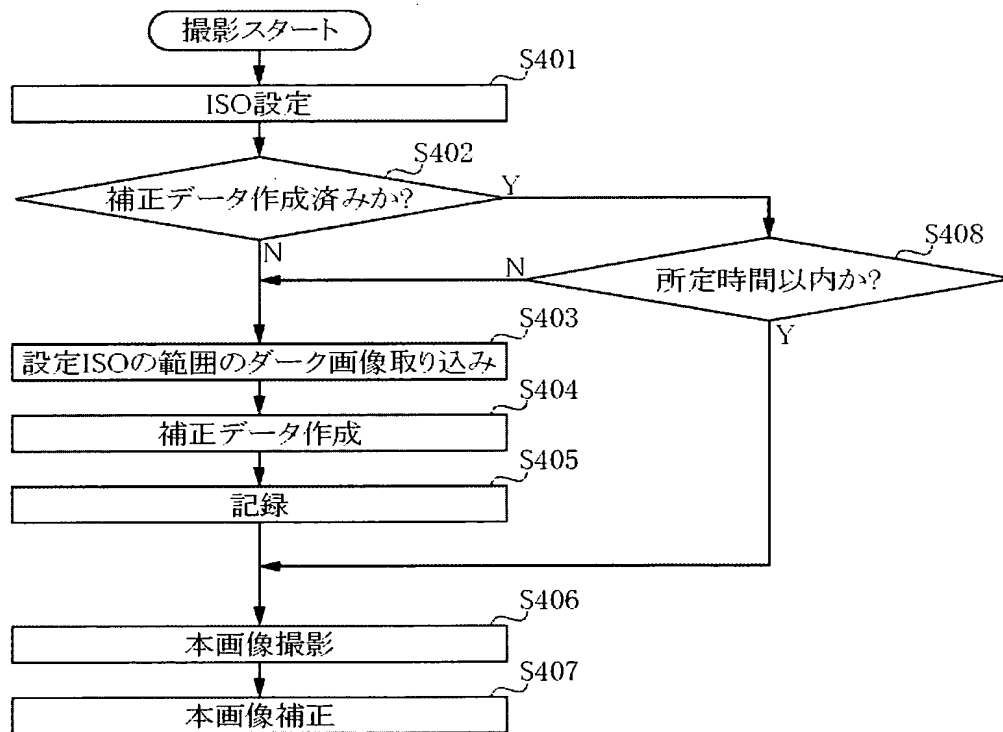 撮影スタート
S401
ISO設定
S402
補正データ作成済みか?
Y
N
S408
所定時間以内か?
N
Y
S403
設定ISOの範囲のダーク画像取り込み
S404
補正データ作成
S405
記録
S406
本画像撮影
S407
本画像補正